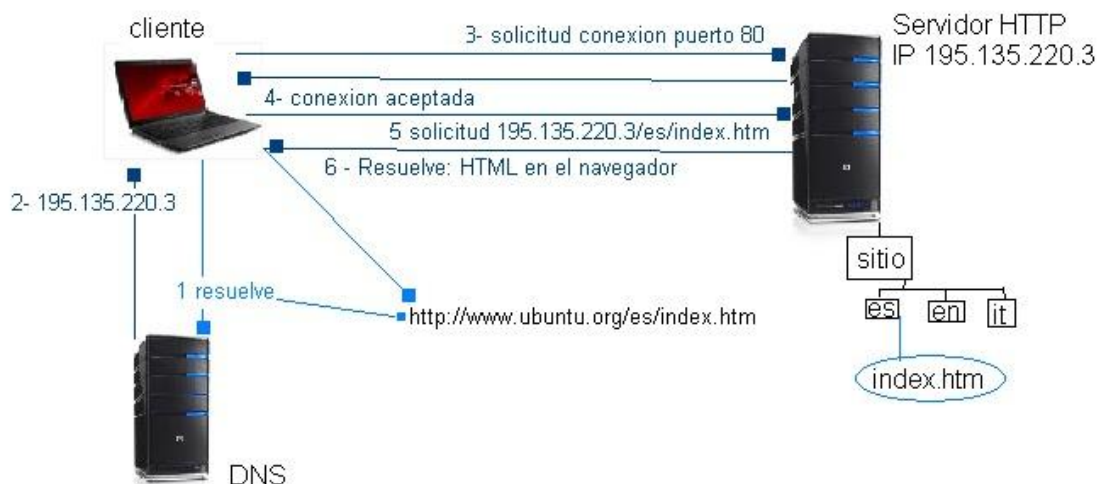 cliente
3- solicitud conexion puerto 80
Servidor HTTP
IP 195.135.220.3
4- conexion aceptada
5 solicitud 195.135.220.3/es/index.htm
6 - Resuelve: HTML en el navegador
2- 195.135.220.3
sitio
1 resuelve
http://www.ubuntu.org/es/index.htm
es
en
it
index.htm
DNS